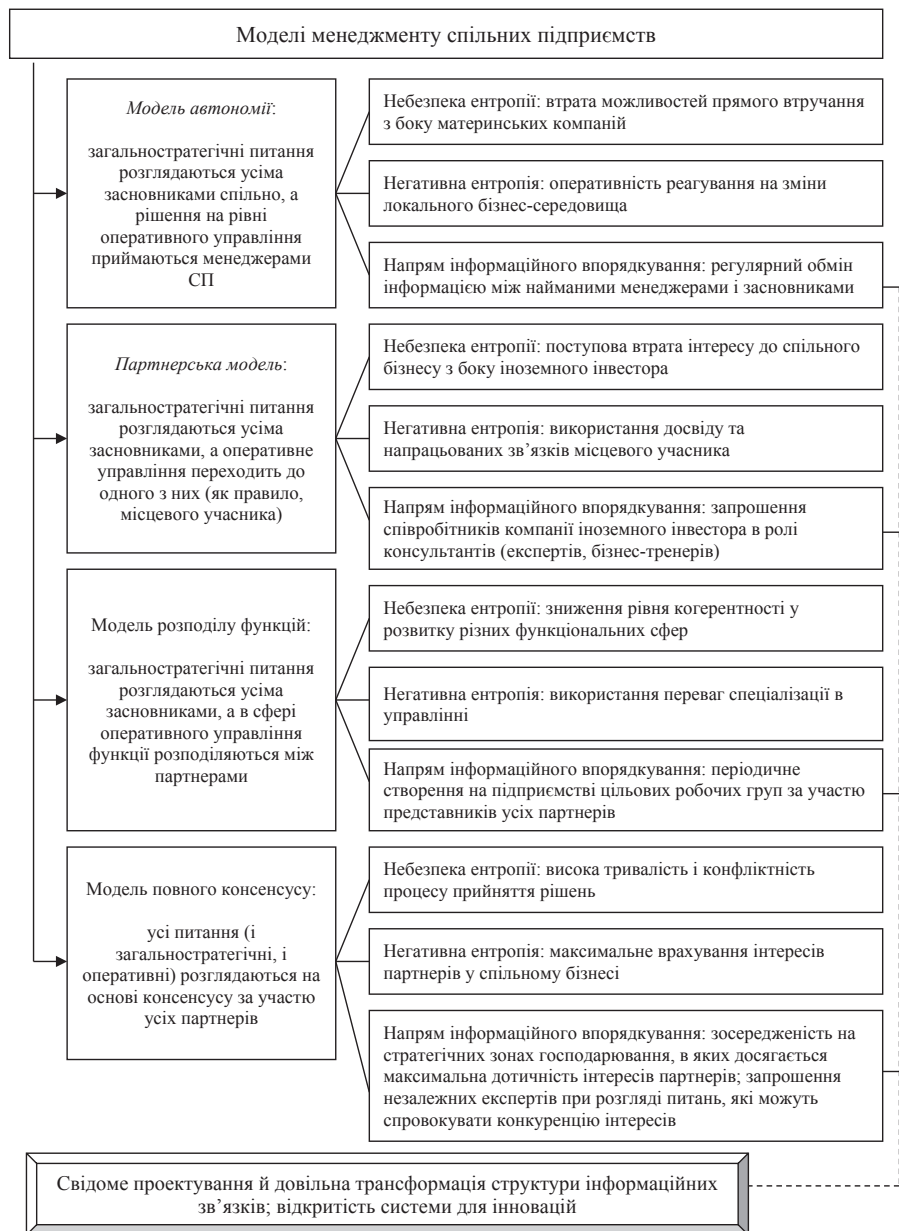 Моделі менеджменту спільних підприємств
Модель автономії:
загальностратегічні питання
розглядаються усіма
засновниками спільно, а
рішення на рівні
оперативного управління
приймаються менеджерами
СП
Небезпека ентропії: втрата можливостей прямого втручання
з боку материнських компаній
Негативна ентропія: оперативність реагування на зміни
локального бізнес-середовища
Напрям інформаційного впорядкування: регулярний обмін
інформацією між найманими менеджерами і засновниками
Партнерська модель:
загальностратегічні питання
розглядаються усіма
засновниками, а оперативне
управління переходить до
одного з них (як правило,
місцевого учасника)
Небезпека ентропії: поступова втрата інтересу до спільного
бізнесу з боку іноземного інвестора
Негативна ентропія: використання досвіду та
напрацьованих зв’язків місцевого учасника
Напрям інформаційного впорядкування: запрошення
співробітників компанії іноземного інвестора в ролі
консультантів (експертів, бізнес-тренерів)
Модель розподілу функцій:
загальностратегічні питання
розглядаються усіма
засновниками, а в сфері
оперативного управління
функції розподіляються між
партнерами
Небезпека ентропії: зниження рівня когерентності у
розвитку різних функціональних сфер
Негативна ентропія: використання переваг спеціалізації в
управлінні
Напрям інформаційного впорядкування: періодичне
створення на підприємстві цільових робочих груп за участю
представників усіх партнерів
Модель повного консенсусу:
усі питання (і
загальностратегічні, і
оперативні) розглядаються на
основі консенсусу за участю
усіх партнерів
Небезпека ентропії: висока тривалість і конфліктність
процесу прийняття рішень
Негативна ентропія: максимальне врахування інтересів
партнерів у спільному бізнесі
Напрям інформаційного впорядкування: зосередженість на
стратегічних зонах господарювання, в яких досягається
максимальна дотичність інтересів партнерів; запрошення
незалежних експертів при розгляді питань, які можуть
спровокувати конкуренцію інтересів
Свідоме проектування й довільна трансформація структури інформаційних
зв’язків; відкритість системи для інновацій